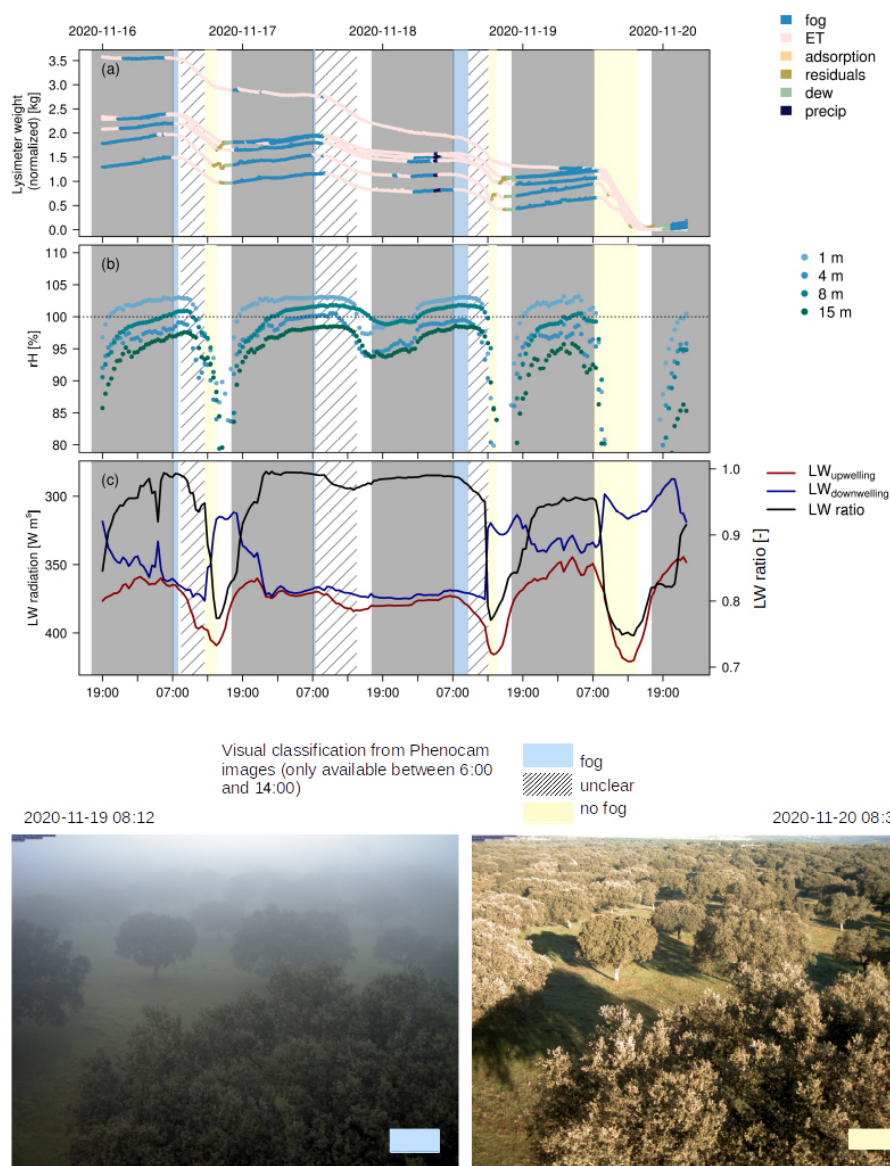 2020-11-16 2020-11-17 2020-11-18 2020-11-19 2020-11-20
(a)
Lysimeter weight
(normalized) [kg]
3.5
3.0
2.5
2.0
1.5
1.0
0.5
0.0
fog
ET
adsorption
residuals
dew
precip
(b)
rH [%]
110
105
100
95
90
85
80
1 m
4 m
8 m
15 m
(c)
LW radiation [W m⁻²]
300
350
400
1.0
0.9
0.8
0.7
LW ratio [-]
LWupwelling
LWdownwelling
LW ratio
19:00 07:00 19:00 07:00 19:00 07:00 19:00 07:00 19:00
Visual classification from Phenocam
images (only available between 6:00
and 14:00)
fog
unclear
no fog
2020-11-19 08:12
2020-11-20 08:3